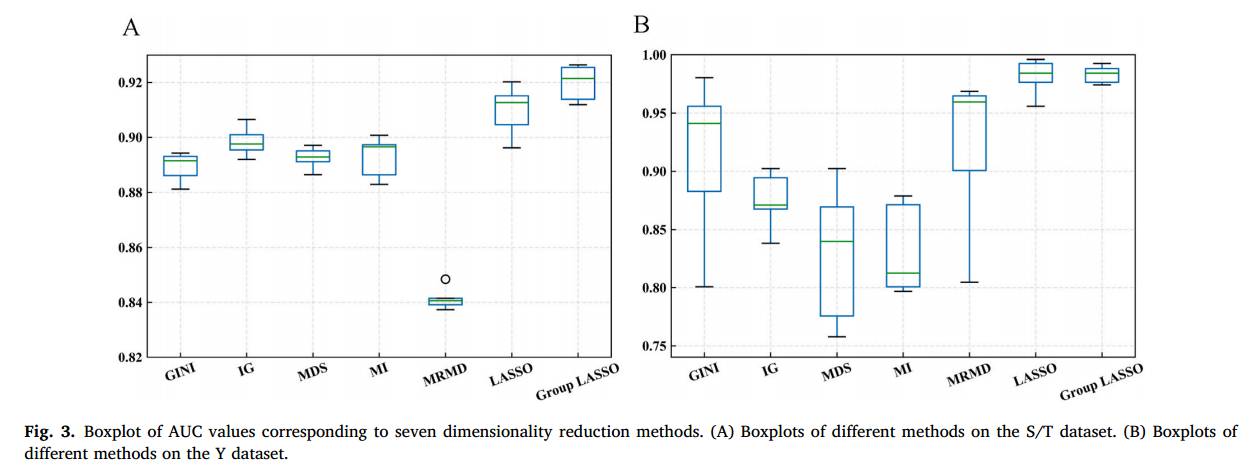 A
B
0.92
0.90
0.88
0.86
0.84
0.82
GINI
IG
MDS
MI
MRMD
LASSO
Group LASSO
1.00
0.95
0.90
0.85
0.80
0.75
GINI
IG
MDS
MI
MRMD
LASSO
Group LASSO
Fig. 3. Boxplot of AUC values corresponding to seven dimensionality reduction methods. (A) Boxplots of different methods on the S/T dataset. (B) Boxplots of
different methods on the Y dataset.